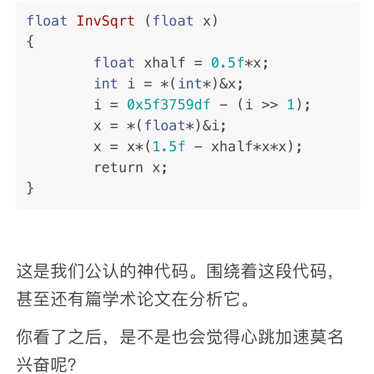 float InvSqrt (float x)
{
float xhalf = 0.5f*x;
int i = *(int*)&x;
i = 0x5f3759df - (i >> 1);
x = *(float*)&i;
x = x*(1.5f - xhalf*x*x);
return x;
}
这是我们公认的神代码。围绕着这段代码，
甚至还有篇学术论文在分析它。
你看了之后，是不是也会觉得心跳加速莫名
兴奋呢？